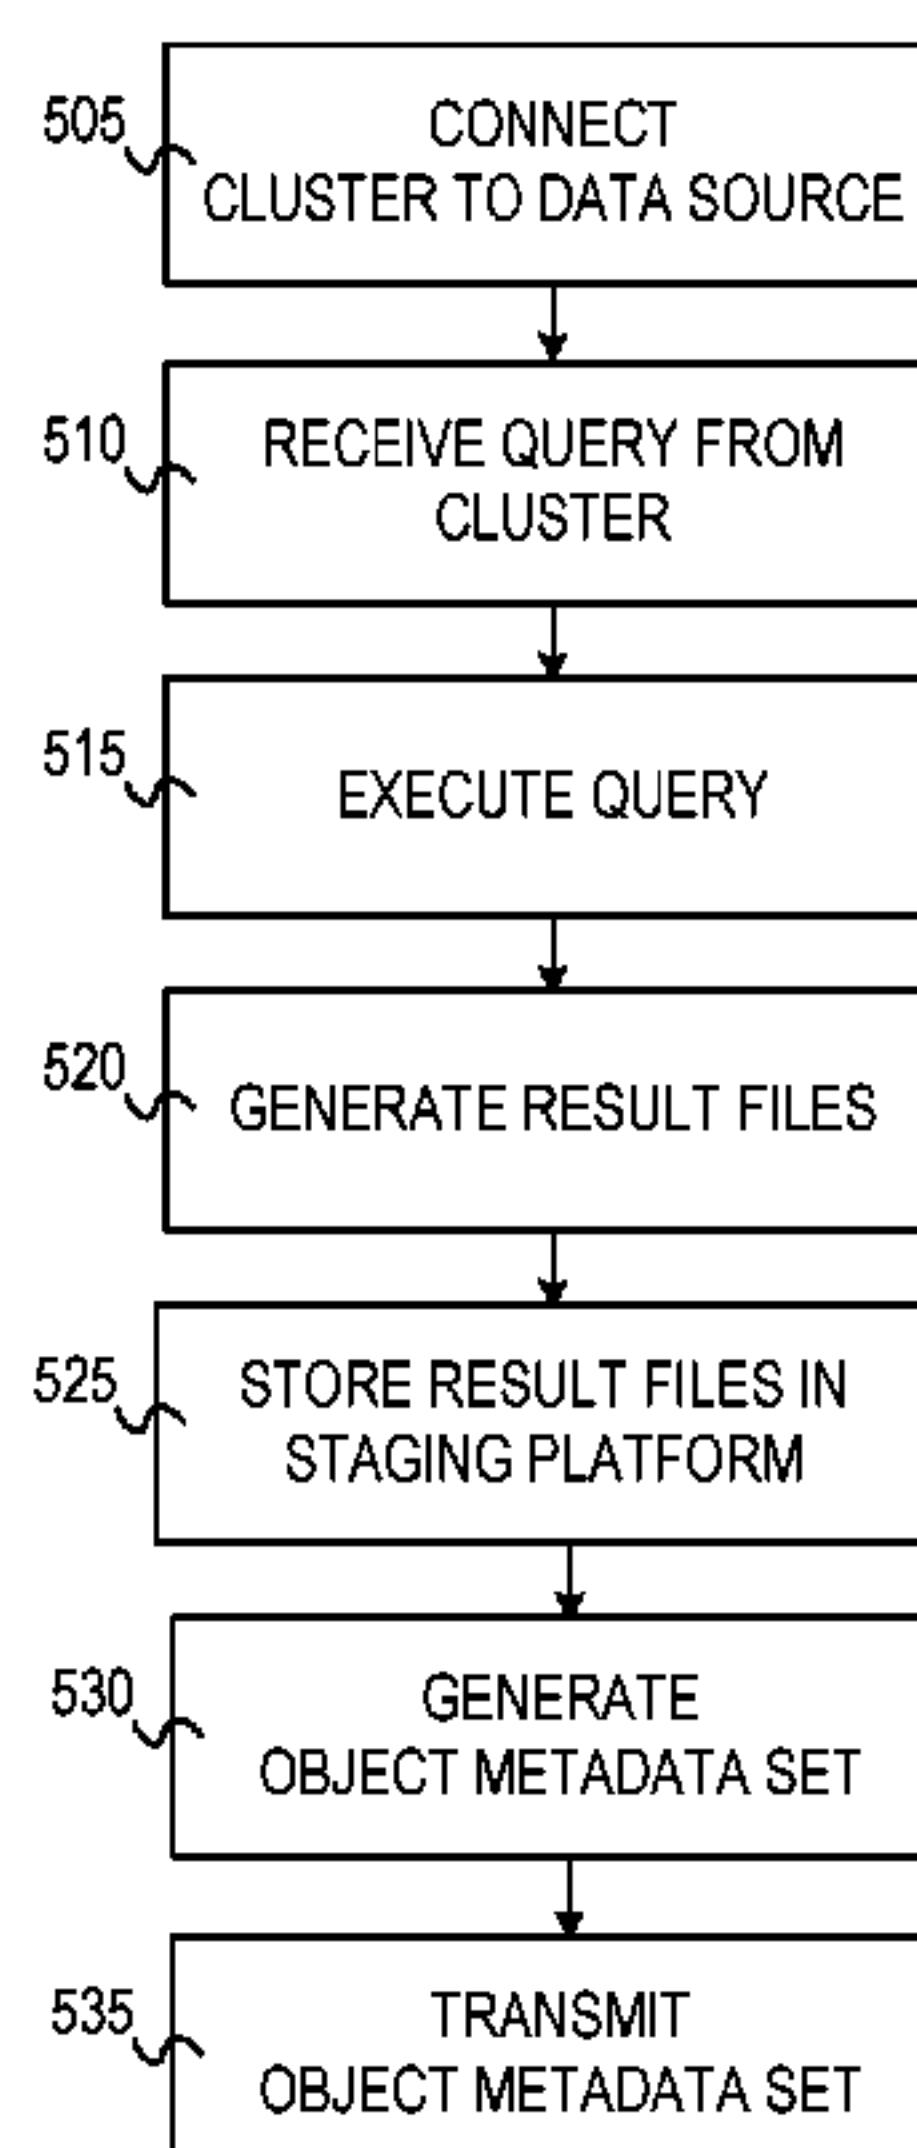 505
CONNECT
CLUSTER TO DATA SOURCE
510
RECEIVE QUERY FROM
CLUSTER
515
EXECUTE QUERY
520
GENERATE RESULT FILES
525
STORE RESULT FILES IN
STAGING PLATFORM
530
GENERATE
OBJECT METADATA SET
535
TRANSMIT
OBJECT METADATA SET